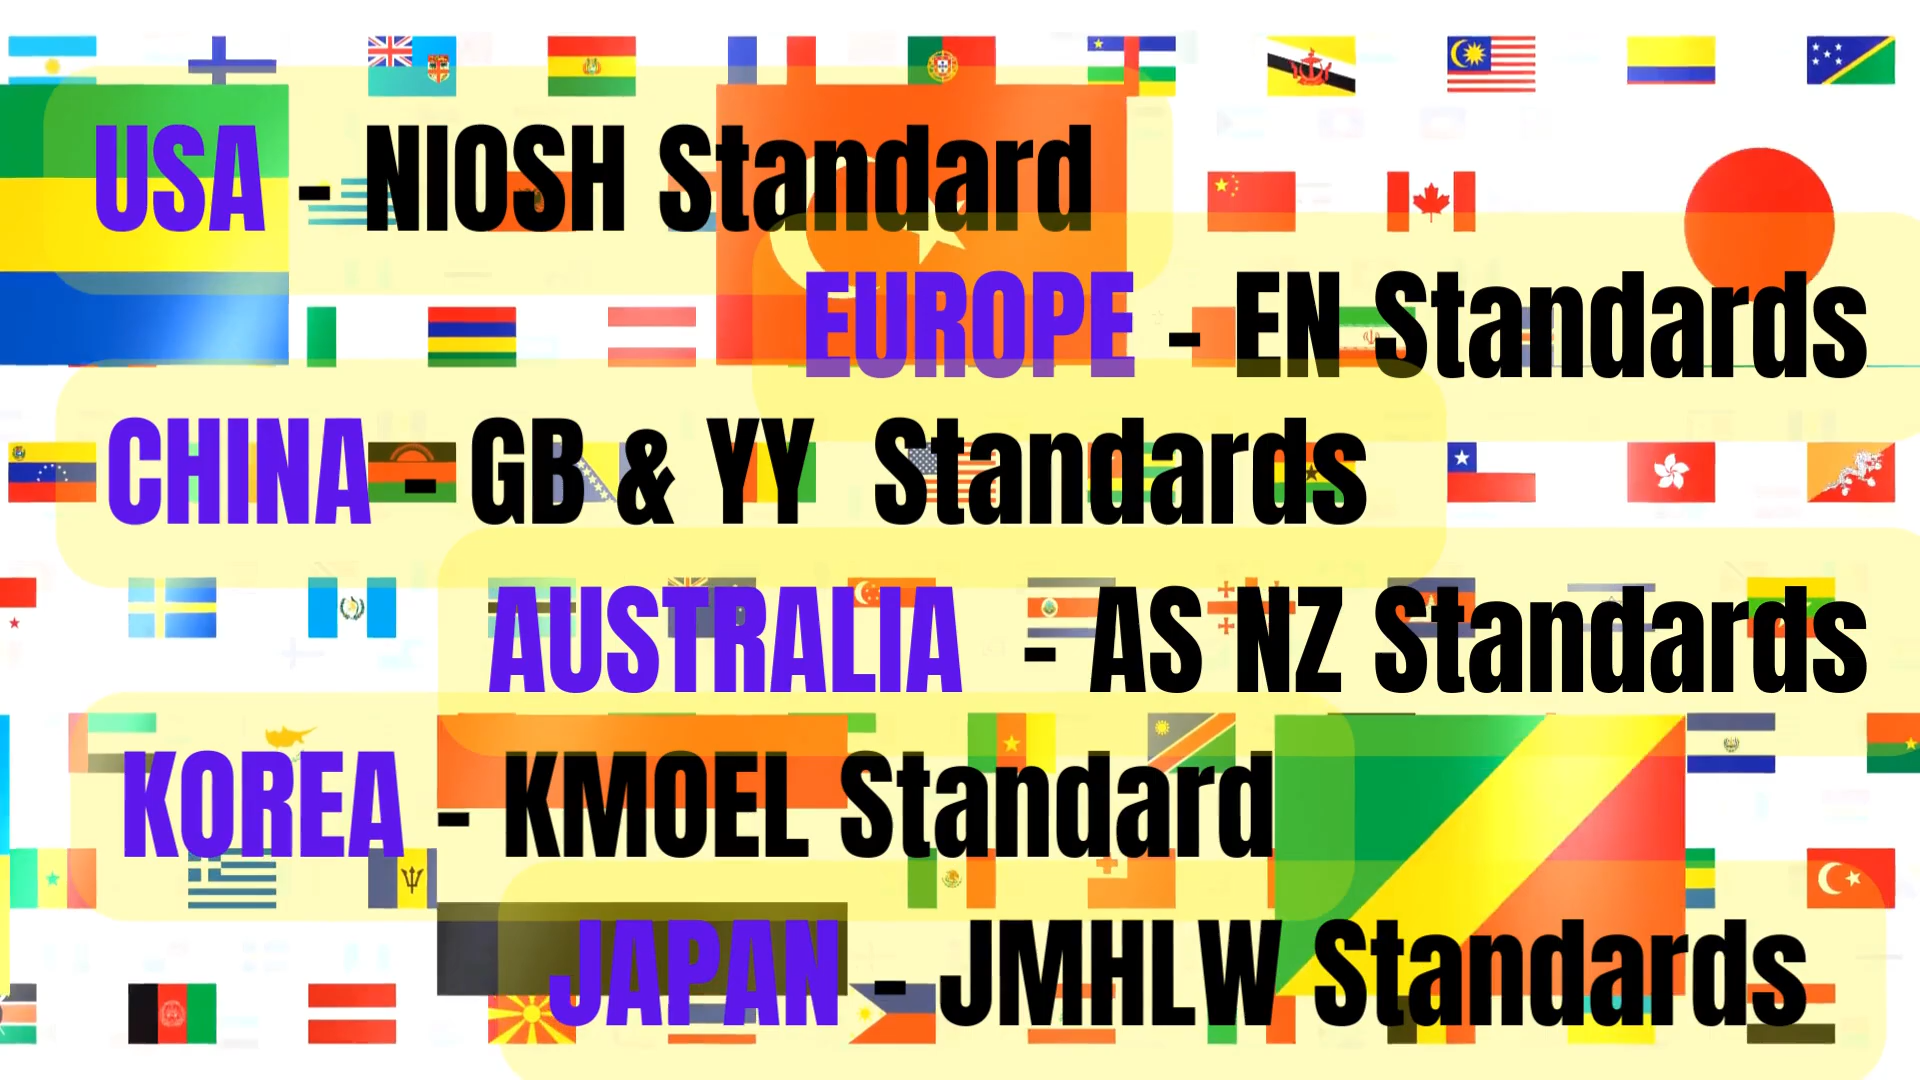 USA - NIOSH Standard
EUROPE - EN Standards
CHINA - GB & YY Standards
AUSTRALIA - AS NZ Standards
KOREA - KMOEL Standard
JAPAN - JMHLW Standards